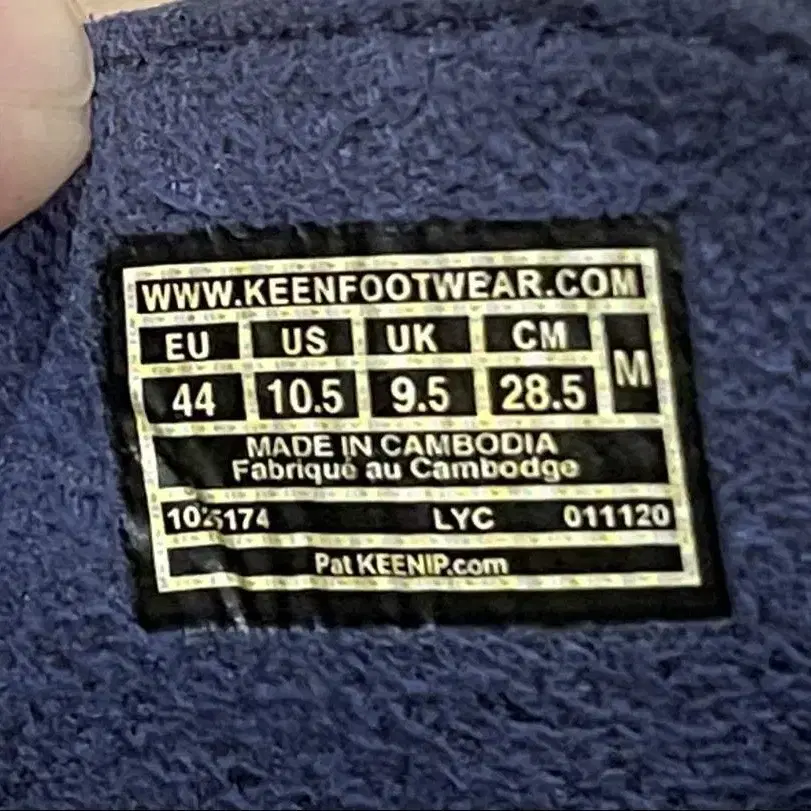 WWW.KEENFOOTWEAR.COM
EU US UK CM M
44 10.5 9.5 28.5
MADE IN CAMBODIA
Fabriqué au Cambodge
LYC 011120
Pat KEENIP.com